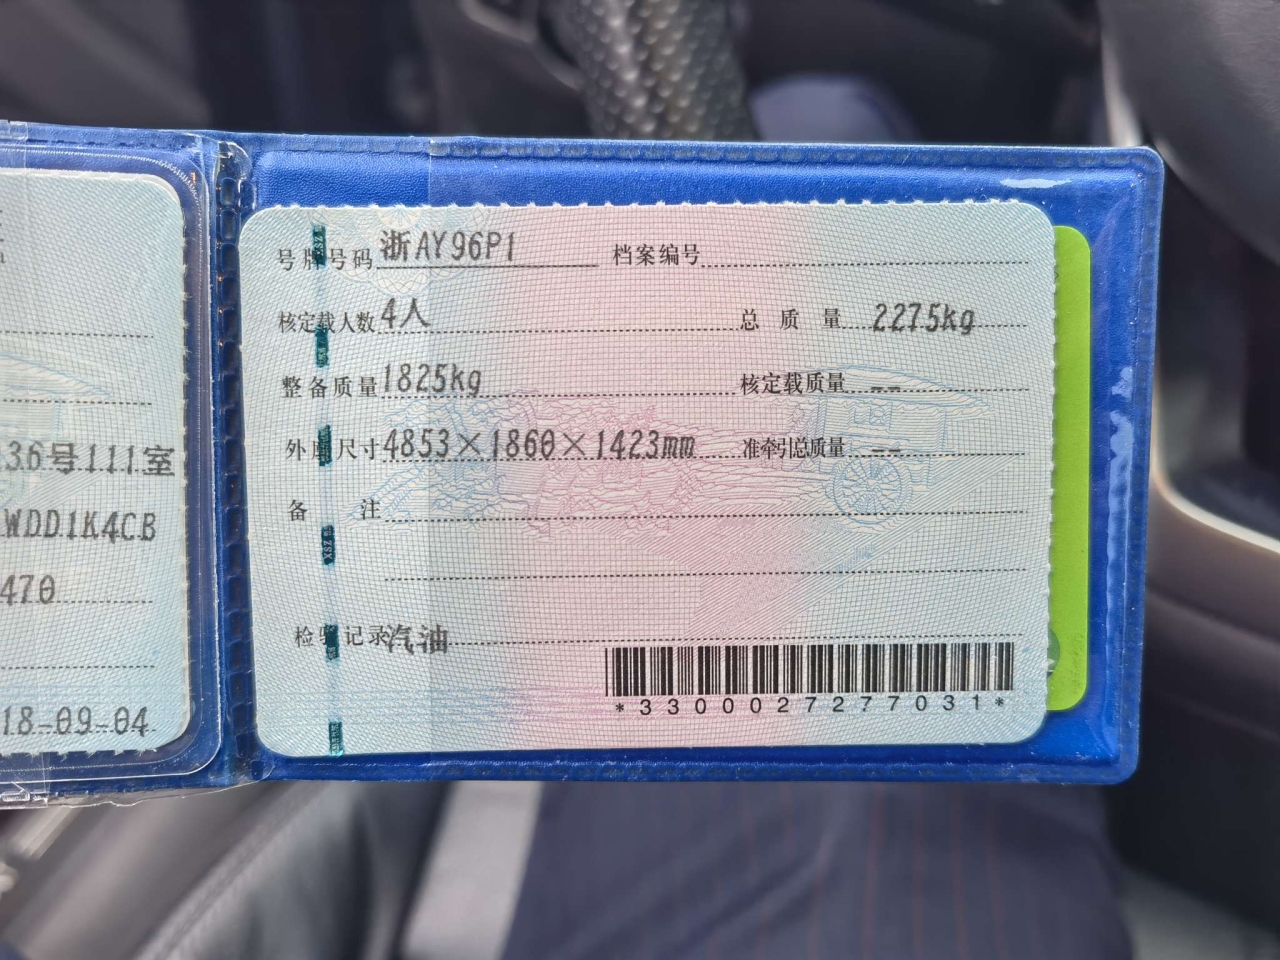 36号111室
WDD1K4CB
470
18-09-04
号牌号码 浙AY96P1 档案编号
核定载人数 4人 总质量 2275kg
整备质量 1825kg 核定载质量 --
外廓尺寸 4853×1860×1423mm 准牵引总质量 --
备注
检验记录 汽油
*330002727​7031*